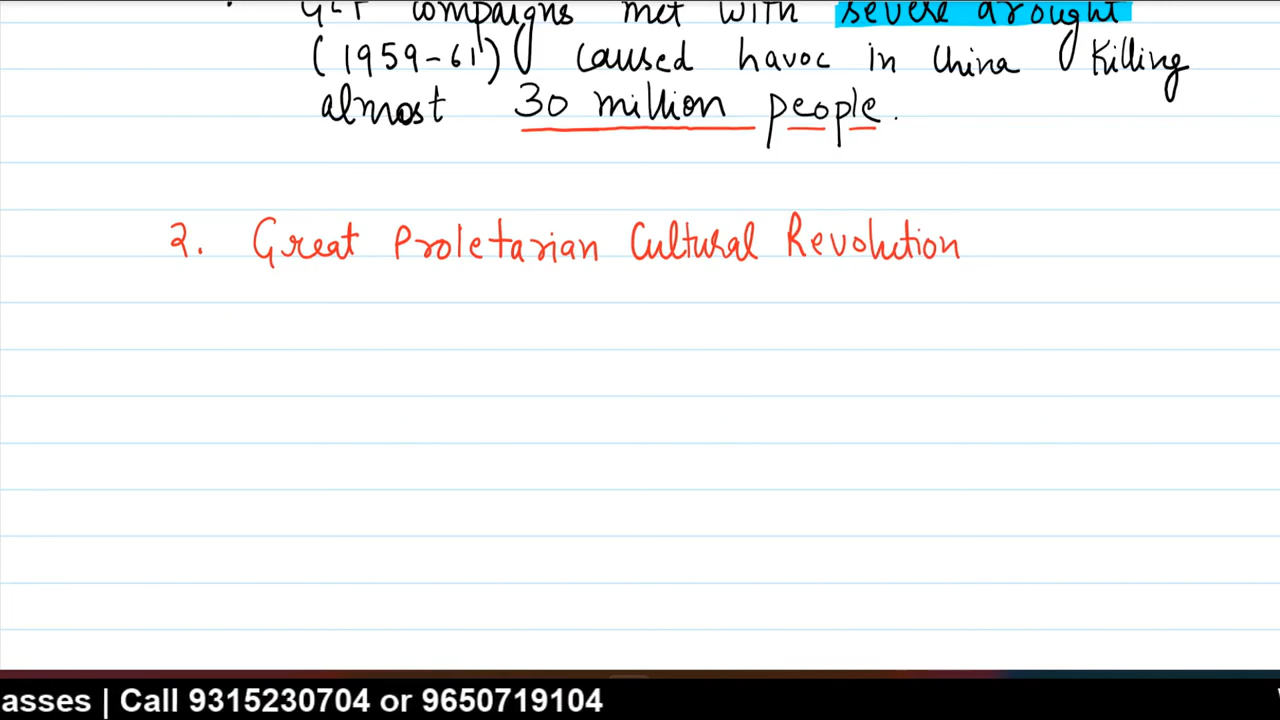 GLF campaigns met with severe drought
(1959-61) caused havoc in China killing
almost 30 million people.
2. Great Proletarian Cultural Revolution
asses | Call 9315230704 or 9650719104